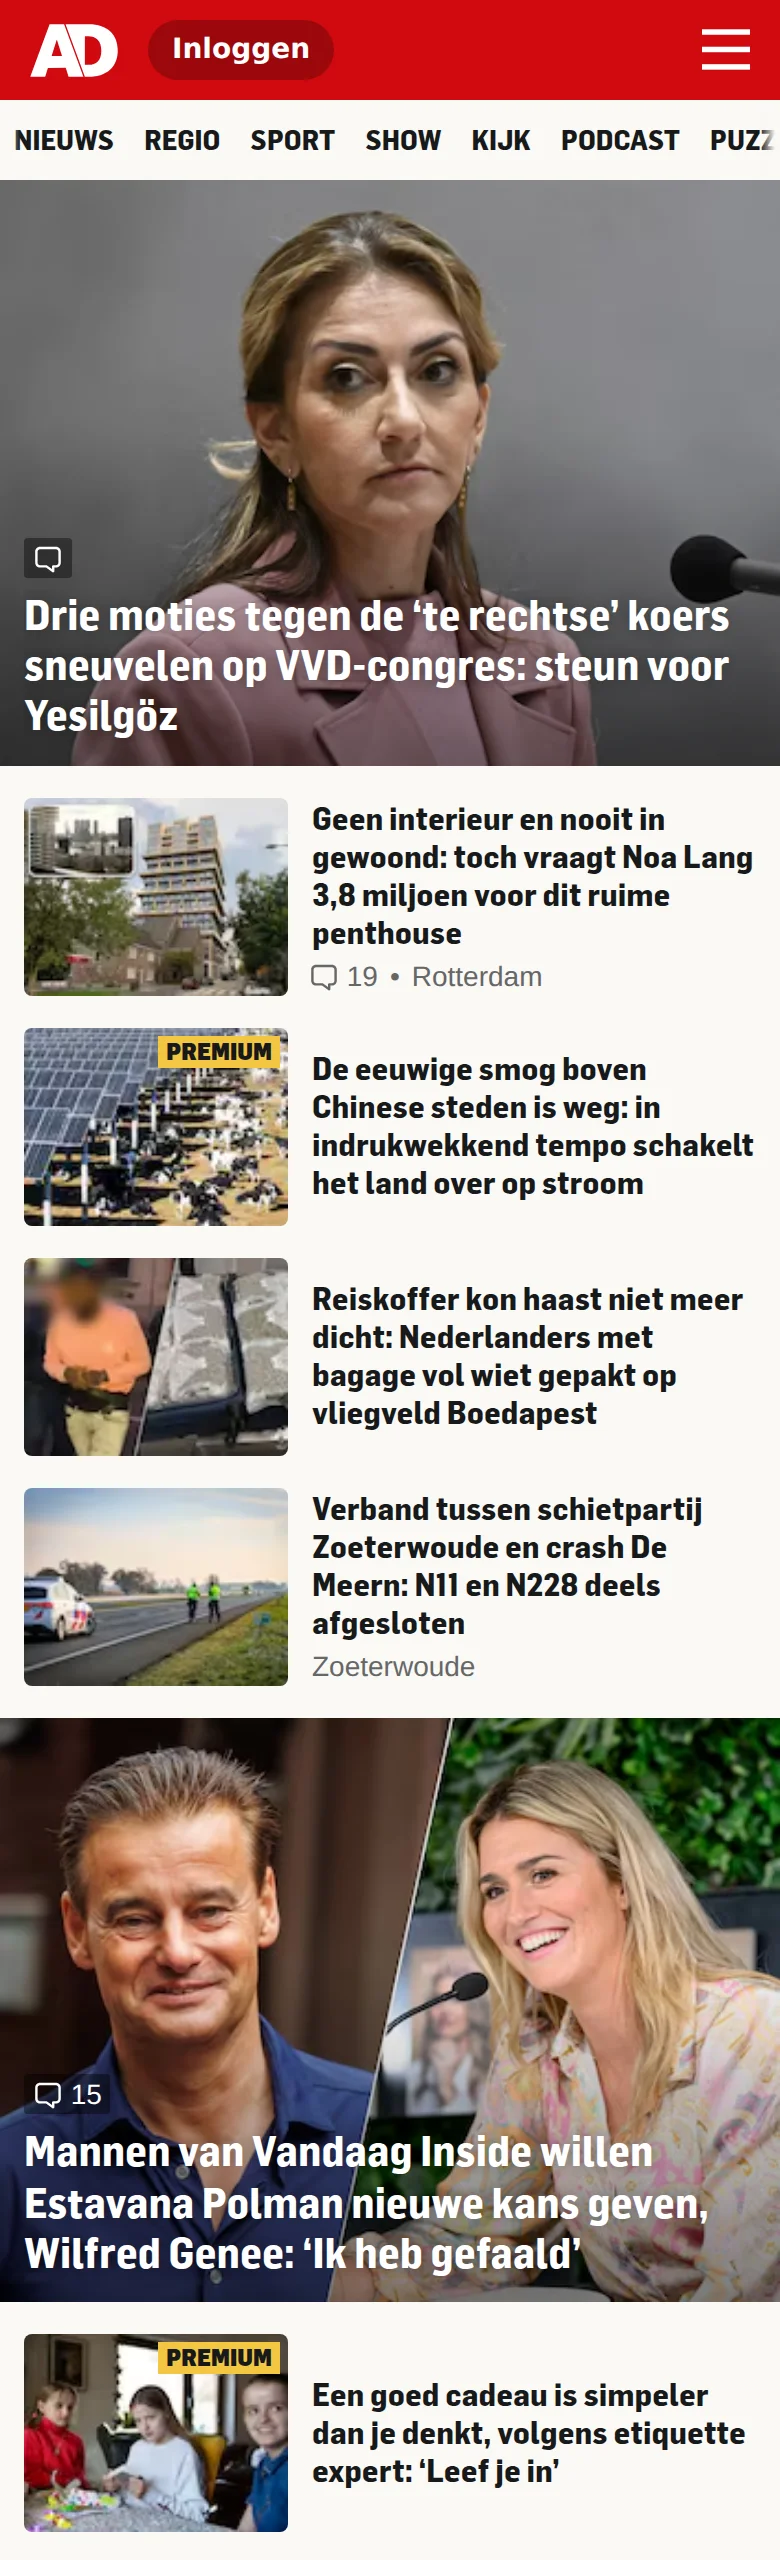 AD
Inloggen
NIEUWS REGIO SPORT SHOW KIJK PODCAST PUZZ
Drie moties tegen de ‘te rechtse’ koers
sneuvelen op VVD-congres: steun voor
Yesilgöz
Geen interieur en nooit in
gewoond: toch vraagt Noa Lang
3,8 miljoen voor dit ruime
penthouse
19 • Rotterdam
PREMIUM
De eeuwige smog boven
Chinese steden is weg: in
indrukwekkend tempo schakelt
het land over op stroom
Reiskoffer kon haast niet meer
dicht: Nederlanders met
bagage vol wiet gepakt op
vliegveld Boedapest
Verband tussen schietpartij
Zoeterwoude en crash De
Meern: N11 en N228 deels
afgesloten
Zoeterwoude
15
Mannen van Vandaag Inside willen
Estavana Polman nieuwe kans geven,
Wilfred Genee: ‘Ik heb gefaald’
PREMIUM
Een goed cadeau is simpeler
dan je denkt, volgens etiquette
expert: ‘Leef je in’